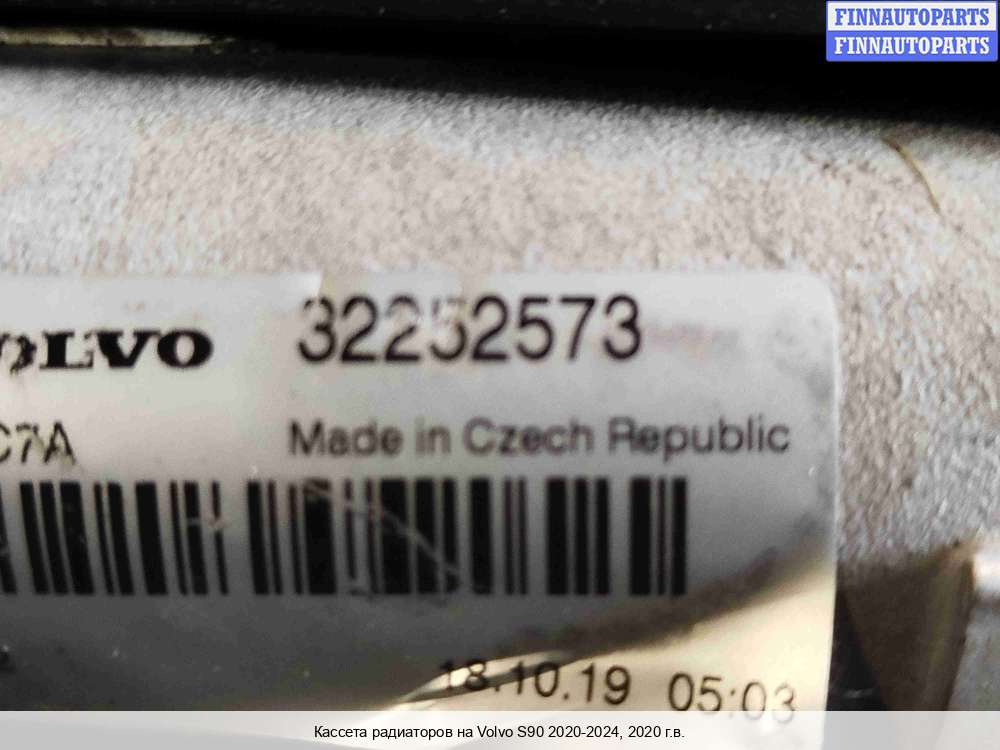 FINNAUTOPARTS
FINNAUTOPARTS
VOLVO 32252573
C7A Made in Czech Republic
18.10.19 05:03
Кассета радиаторов на Volvo S90 2020-2024, 2020 г.в.